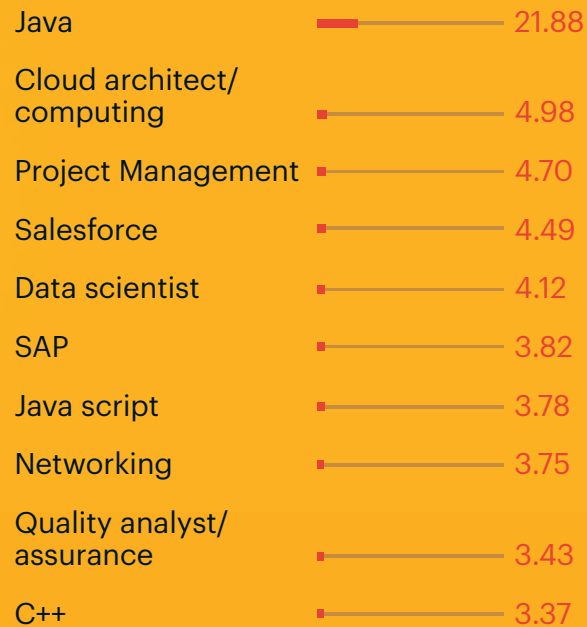 Java 21.88
Cloud architect/
computing 4.98
Project Management 4.70
Salesforce 4.49
Data scientist 4.12
SAP 3.82
Java script 3.78
Networking 3.75
Quality analyst/
assurance 3.43
C++ 3.37